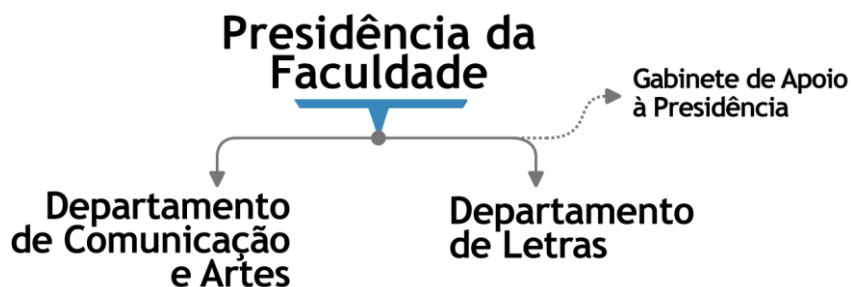 Presidência da
Faculdade
Gabinete de Apoio
à Presidência
Departamento
de Comunicação
e Artes
Departamento
de Letras